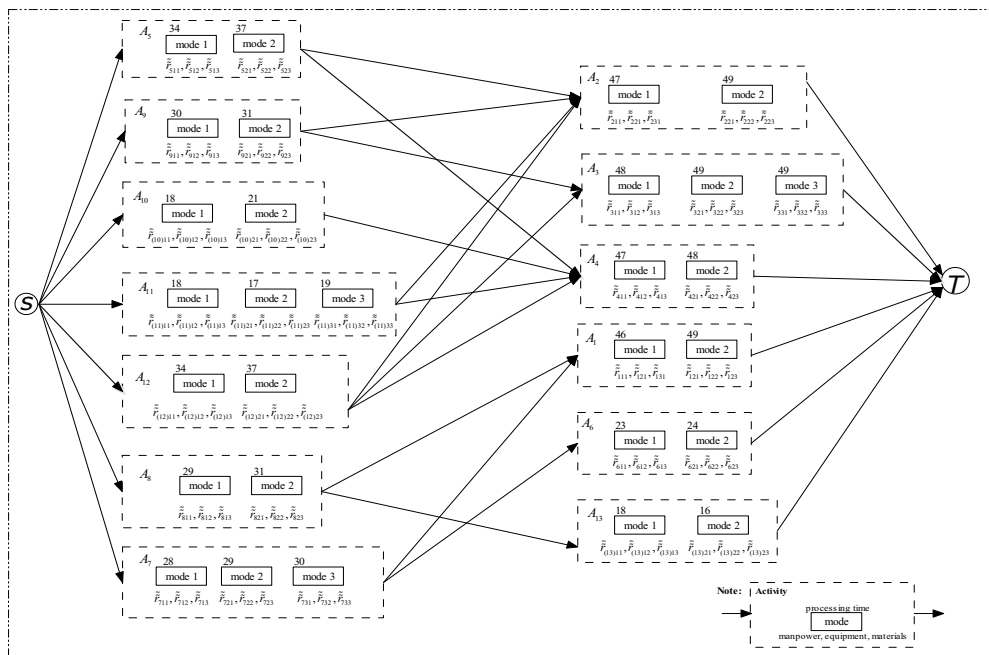 S
A₅ 34 37
mode 1 mode 2
r̃̃₅₁₁, r̃̃₅₁₂, r̃̃₅₁₃ r̃̃₅₂₁, r̃̃₅₂₂, r̃̃₅₂₃
A₉ 30 31
mode 1 mode 2
r̃̃₉₁₁, r̃̃₉₁₂, r̃̃₉₁₃ r̃̃₉₂₁, r̃̃₉₂₂, r̃̃₉₂₃
A₁₀ 18 21
mode 1 mode 2
r̃̃₍₁₀₎₁₁, r̃̃₍₁₀₎₁₂, r̃̃₍₁₀₎₁₃ r̃̃₍₁₀₎₂₁, r̃̃₍₁₀₎₂₂, r̃̃₍₁₀₎₂₃
A₁₁ 18 17 19
mode 1 mode 2 mode 3
r̃̃₍₁₁₎₁₁, r̃̃₍₁₁₎₁₂, r̃̃₍₁₁₎₁₃ r̃̃₍₁₁₎₂₁, r̃̃₍₁₁₎₂₂, r̃̃₍₁₁₎₂₃ r̃̃₍₁₁₎₃₁, r̃̃₍₁₁₎₃₂, r̃̃₍₁₁₎₃₃
A₁₂ 34 37
mode 1 mode 2
r̃̃₍₁₂₎₁₁, r̃̃₍₁₂₎₁₂, r̃̃₍₁₂₎₁₃ r̃̃₍₁₂₎₂₁, r̃̃₍₁₂₎₂₂, r̃̃₍₁₂₎₂₃
A₈ 29 31
mode 1 mode 2
r̃̃₈₁₁, r̃̃₈₁₂, r̃̃₈₁₃ r̃̃₈₂₁, r̃̃₈₂₂, r̃̃₈₂₃
A₇ 28 29 30
mode 1 mode 2 mode 3
r̃̃₇₁₁, r̃̃₇₁₂, r̃̃₇₁₃ r̃̃₇₂₁, r̃̃₇₂₂, r̃̃₇₂₃ r̃̃₇₃₁, r̃̃₇₃₂, r̃̃₇₃₃
A₂ 47 49
mode 1 mode 2
r̃̃₂₁₁, r̃̃₂₂₁, r̃̃₂₃₁ r̃̃₂₂₁, r̃̃₂₂₂, r̃̃₂₂₃
A₃ 48 49 49
mode 1 mode 2 mode 3
r̃̃₃₁₁, r̃̃₃₁₂, r̃̃₃₁₃ r̃̃₃₂₁, r̃̃₃₂₂, r̃̃₃₂₃ r̃̃₃₃₁, r̃̃₃₃₂, r̃̃₃₃₃
A₄ 47 48
mode 1 mode 2
r̃̃₄₁₁, r̃̃₄₁₂, r̃̃₄₁₃ r̃̃₄₂₁, r̃̃₄₂₂, r̃̃₄₂₃
A₁ 46 49
mode 1 mode 2
r̃̃₁₁₁, r̃̃₁₂₁, r̃̃₁₃₁ r̃̃₁₂₁, r̃̃₁₂₂, r̃̃₁₂₃
A₆ 23 24
mode 1 mode 2
r̃̃₆₁₁, r̃̃₆₁₂, r̃̃₆₁₃ r̃̃₆₂₁, r̃̃₆₂₂, r̃̃₆₂₃
A₁₃ 18 16
mode 1 mode 2
r̃̃₍₁₃₎₁₁, r̃̃₍₁₃₎₁₂, r̃̃₍₁₃₎₁₃ r̃̃₍₁₃₎₂₁, r̃̃₍₁₃₎₂₂, r̃̃₍₁₃₎₂₃
T
Note: Activity
processing time
mode
manpower, equipment, materials